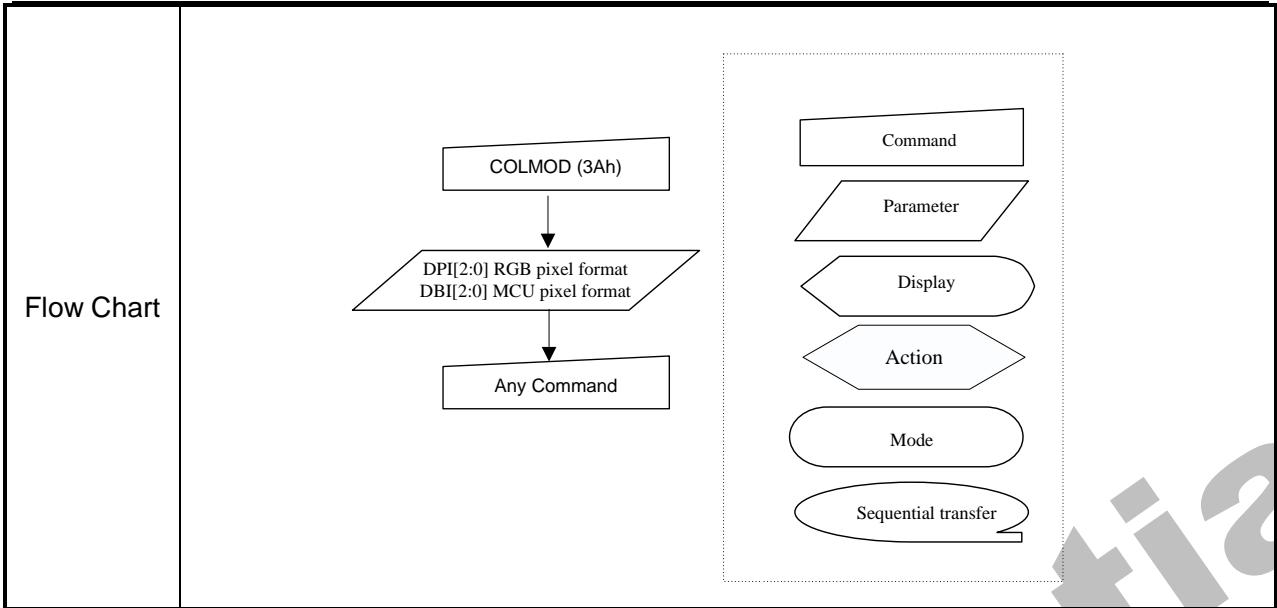 Flow Chart
COLMOD (3Ah)
DPI[2:0] RGB pixel format
DBI[2:0] MCU pixel format
Any Command
Command
Parameter
Display
Action
Mode
Sequential transfer
tia